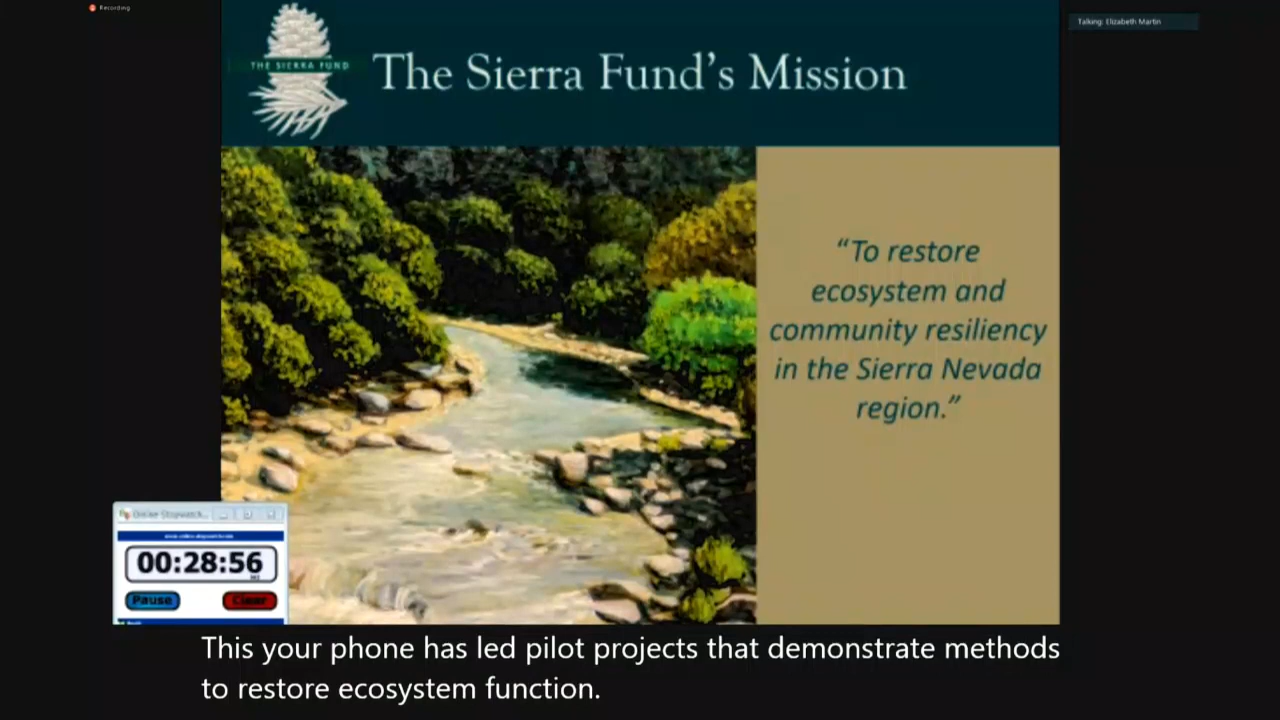 Recording
Talking: Elizabeth Martin
THE SIERRA FUND
The Sierra Fund's Mission
“To restore
ecosystem and
community resiliency
in the Sierra Nevada
region.”
Online Stopwatch...
00:28:56
Pause
Clear
This your phone has led pilot projects that demonstrate methods
to restore ecosystem function.